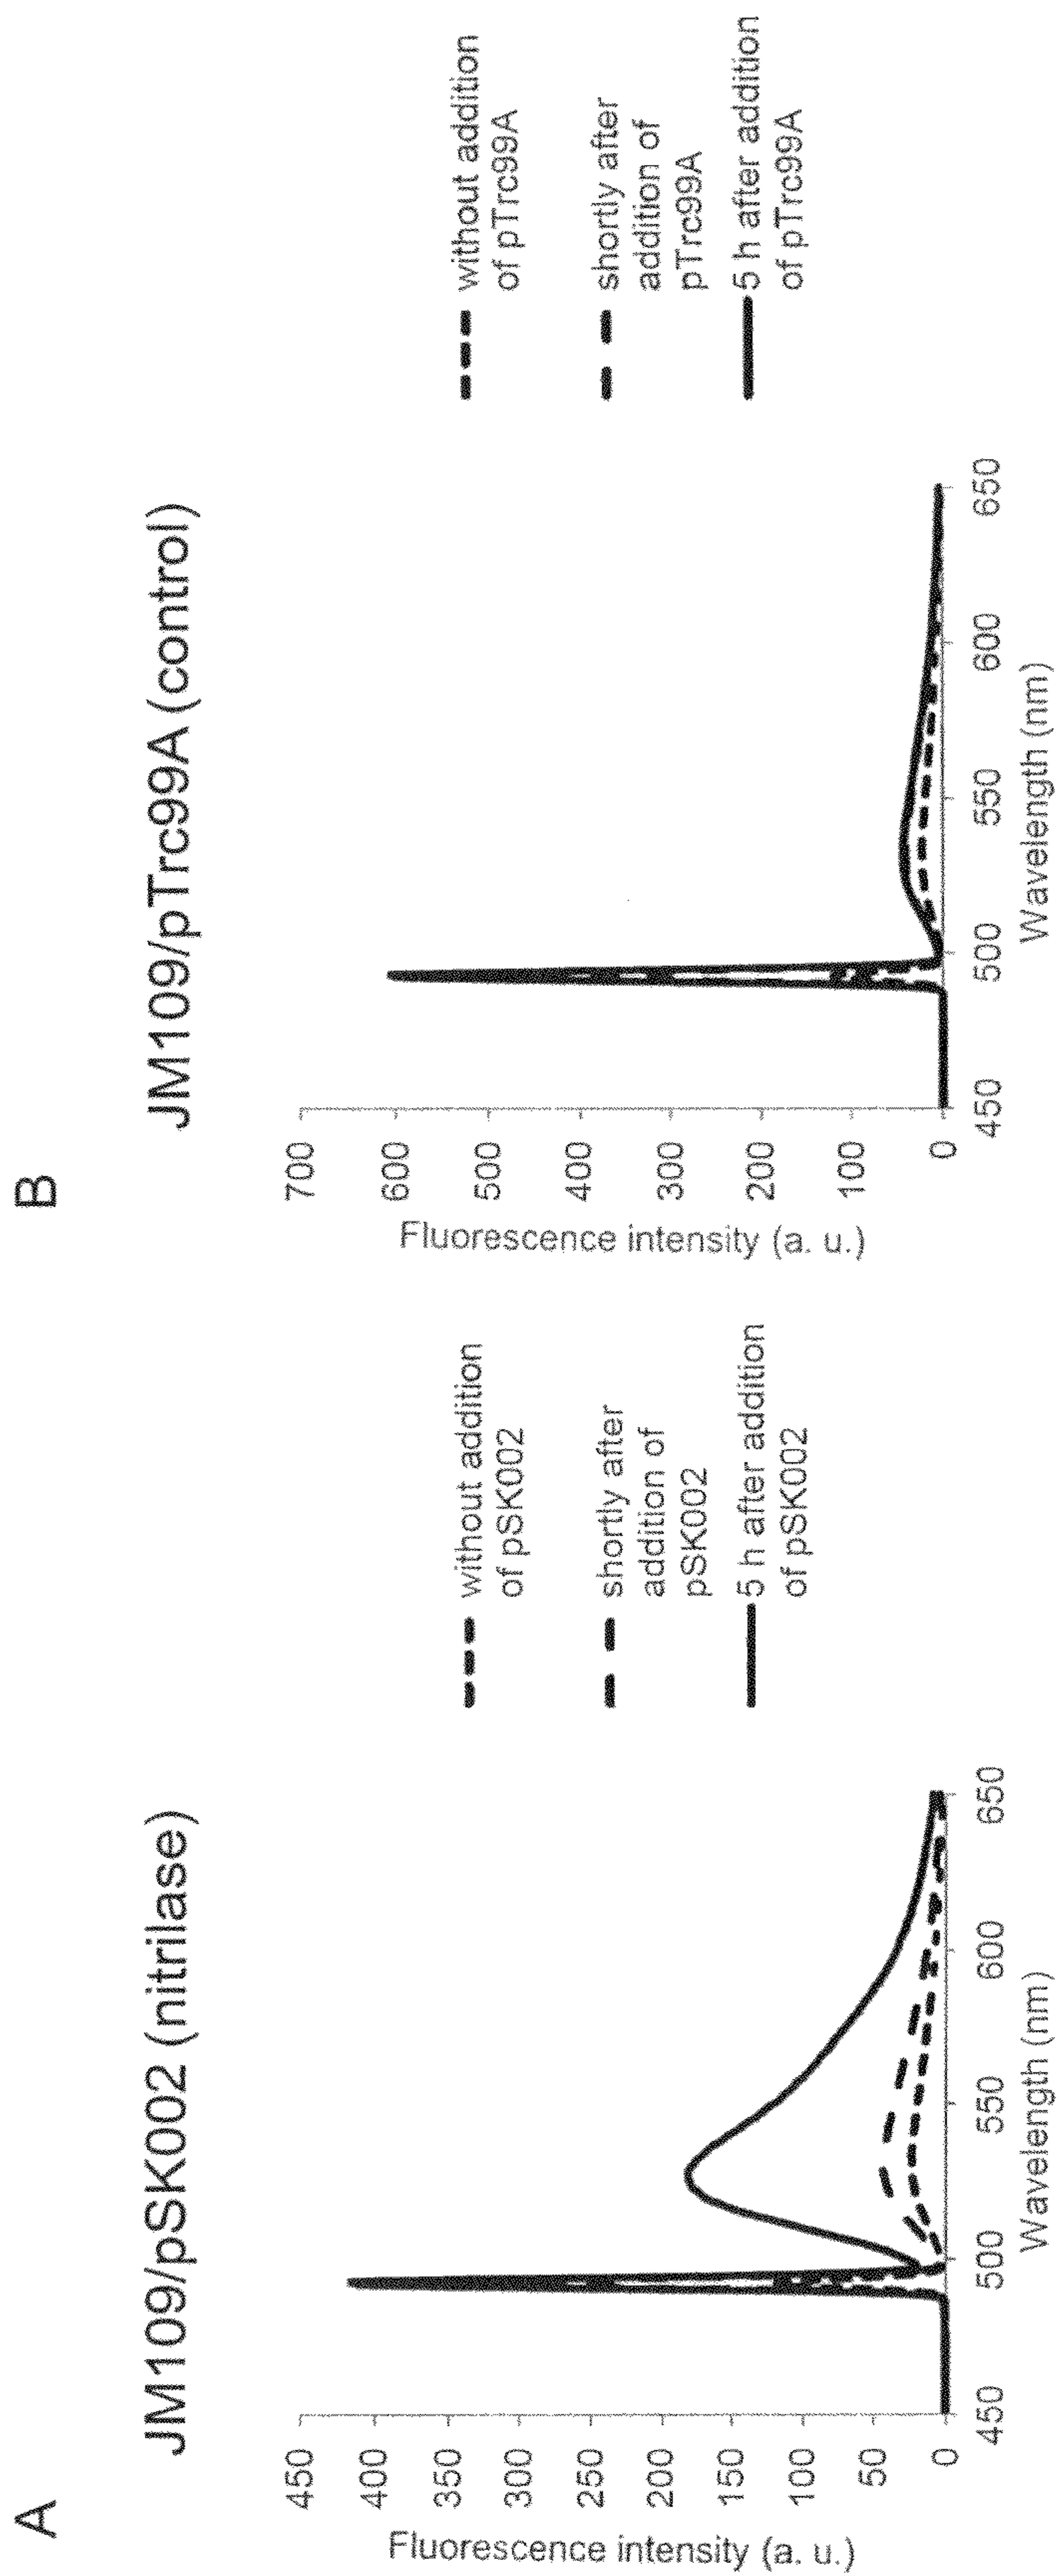 A
JM109/pSK002 (nitrilase)
450
400
350
300
250
200
150
100
50
0
Fluorescence intensity (a. u.)
450
500
550
600
650
Wavelength (nm)
without addition
of pSK002
shortly after
addition of
pSK002
5 h after addition
of pSK002
B
JM109/pTrc99A (control)
700
600
500
400
300
200
100
0
Fluorescence intensity (a. u.)
450
500
550
600
650
Wavelength (nm)
without addition
of pTrc99A
shortly after
addition of
pTrc99A
5 h after addition
of pTrc99A